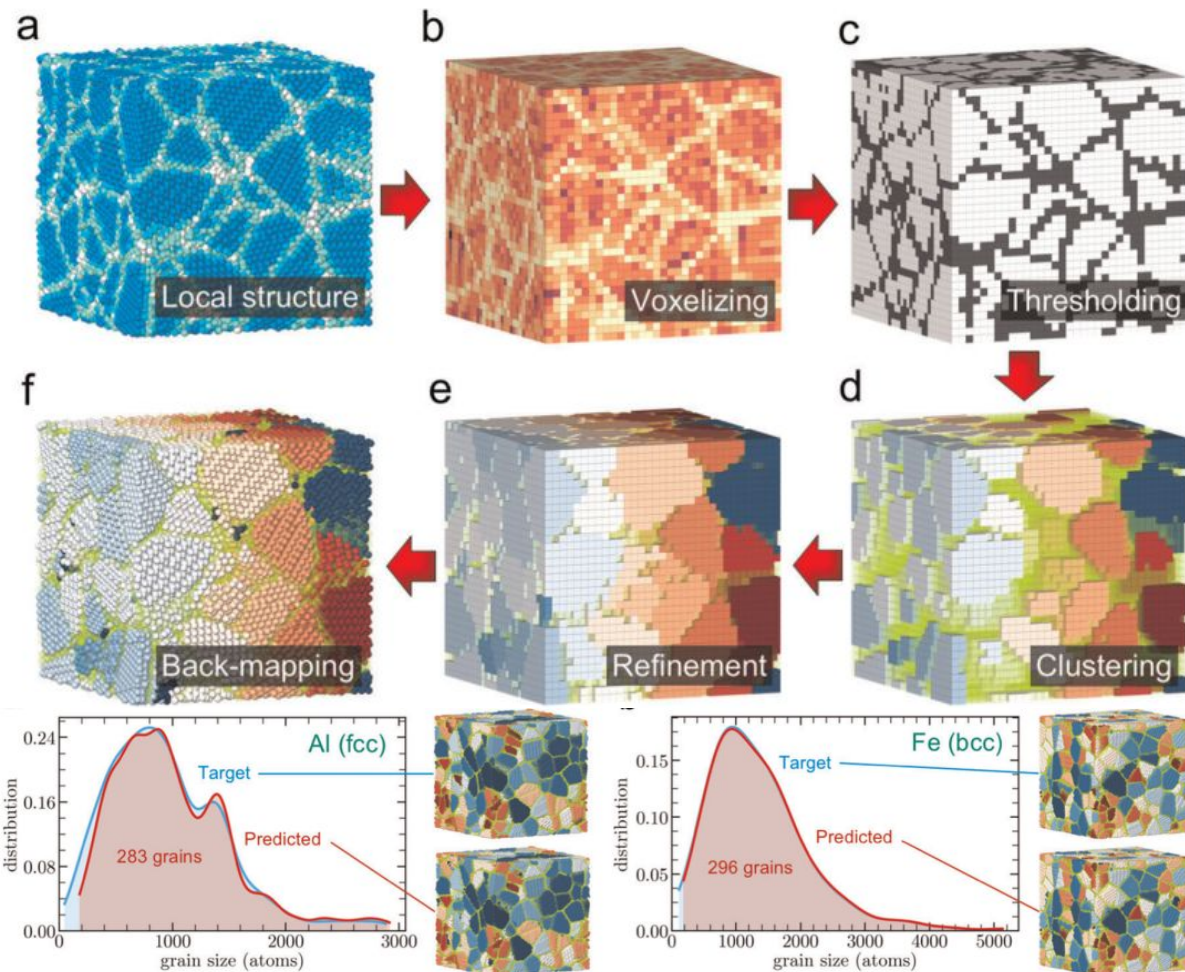 a
b
c
Local structure
Voxelizing
Thresholding
f
e
d
Back-mapping
Refinement
Clustering
0.24
0.16
0.08
0.00
distribution
Al (fcc)
Target
Predicted
283 grains
0
1000
2000
3000
grain size (atoms)
0.15
0.10
0.05
0.00
distribution
Fe (bcc)
Target
Predicted
296 grains
0
1000
2000
3000
4000
5000
grain size (atoms)